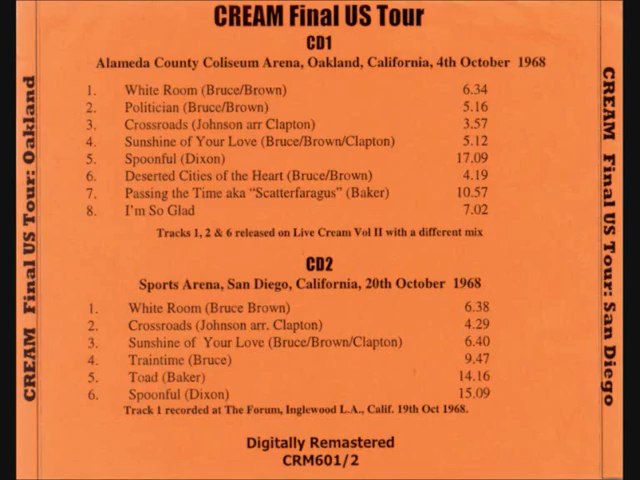 CREAM Final US Tour
CD1
Alameda County Coliseum Arena, Oakland, California, 4th October 1968
1. White Room (Bruce/Brown) 6.34
2. Politician (Bruce/Brown) 5.16
3. Crossroads (Johnson arr Clapton) 3.57
4. Sunshine of Your Love (Bruce/Brown/Clapton) 5.12
5. Spoonful (Dixon) 17.09
6. Deserted Cities of the Heart (Bruce/Brown) 4.19
7. Passing the Time aka “Scatterfaragus” (Baker) 10.57
8. I'm So Glad 7.02
Tracks 1, 2 & 6 released on Live Cream Vol II with a different mix
CD2
Sports Arena, San Diego, California, 20th October 1968
1. White Room (Bruce Brown) 6.38
2. Crossroads (Johnson arr. Clapton) 4.29
3. Sunshine of Your Love (Bruce/Brown/Clapton) 6.40
4. Traintime (Bruce) 9.47
5. Toad (Baker) 14.16
6. Spoonful (Dixon) 15.09
Track 1 recorded at The Forum, Inglewood L.A., Calif. 19th Oct 1968.
Digitally Remastered
CRM601/2
CREAM Final US Tour: Oakland
CREAM Final US Tour: San Diego